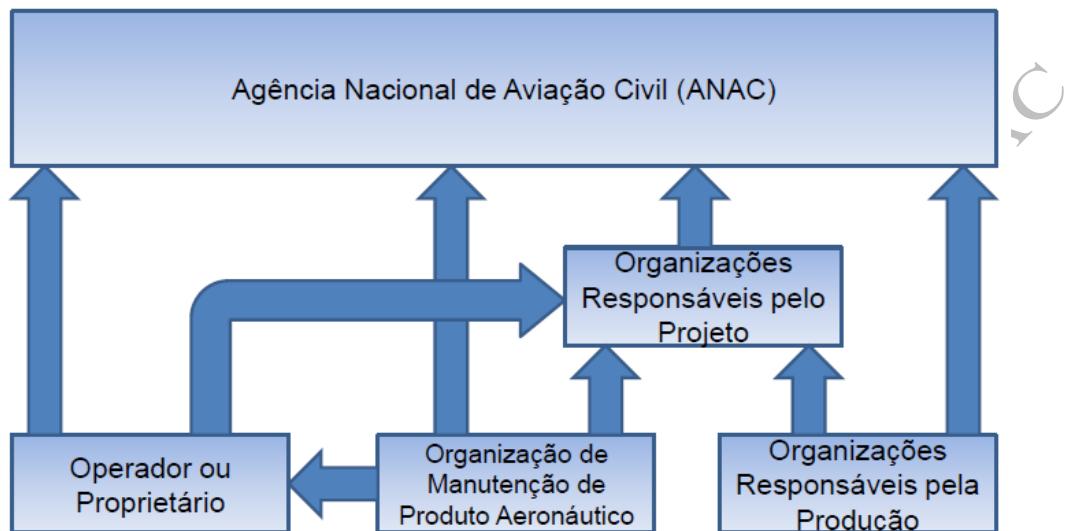 Agência Nacional de Aviação Civil (ANAC)
Organizações
Responsáveis pelo
Projeto
Operador ou
Proprietário
Organização de
Manutenção de
Produto Aeronáutico
Organizações
Responsáveis pela
Produção